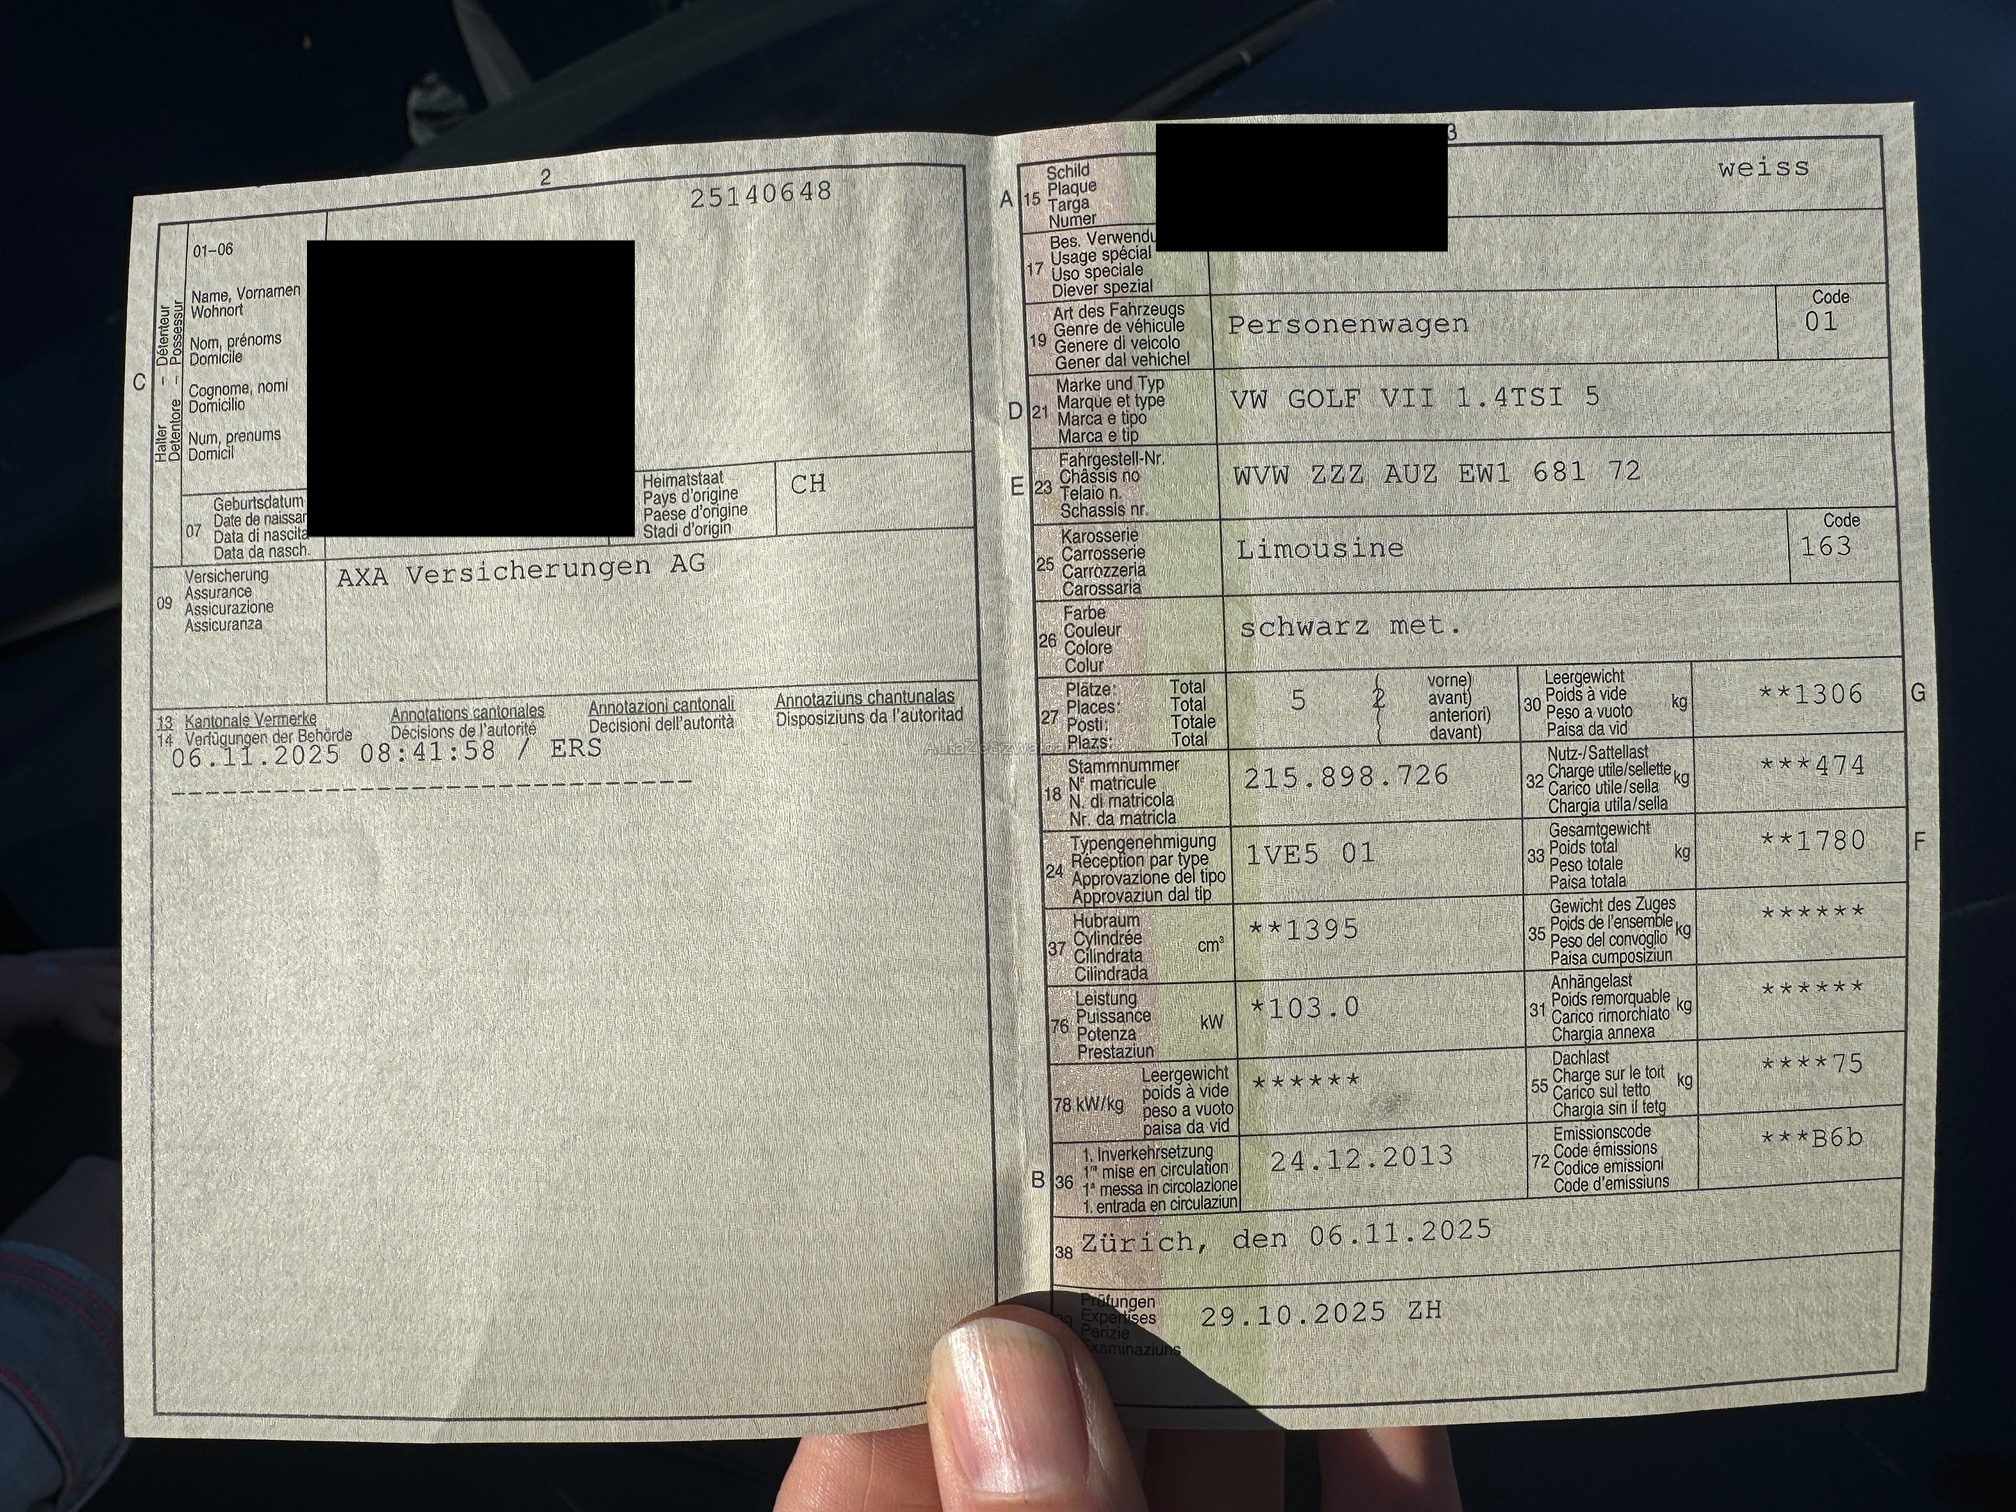 2
25140648
01-06
Name, Vornamen
Wohnort
Nom, prénoms
Domicile
Cognome, nomi
Domicilio
Num, prenums
Domicil
C
Halter – Détenteur
Detentore – Possessur
07
Geburtsdatum
Date de naissan
Data di nascita
Data da nasch.
Heimatstaat
Pays d'origine
Paese d'origine
Stadi d'origin
CH
09
Versicherung
Assurance
Assicurazione
Assicuranza
AXA Versicherungen AG
13 Kantonale Vermerke
14 Verfügungen der Behörde
Annotations cantonales
Décisions de l'autorité
Annotazioni cantonali
Decisioni dell'autorità
Annotaziuns chantunalas
Disposiziuns da l'autoritad
06.11.2025 08:41:58 / ERS
---------------------------
3
A
15
Schild
Plaque
Targa
Numer
weiss
17
Bes. Verwendu
Usage spécial
Uso speciale
Diever spezial
19
Art des Fahrzeugs
Genre de véhicule
Genere di veicolo
Gener dal vehichel
Personenwagen
Code
01
D
21
Marke und Typ
Marque et type
Marca e tipo
Marca e tip
VW GOLF VII 1.4TSI 5
E
23
Fahrgestell-Nr.
Châssis no
Telaio n.
Schassis nr.
WVW ZZZ AUZ EW1 681 72
25
Karosserie
Carrosserie
Carrozzeria
Carossaria
Limousine
Code
163
26
Farbe
Couleur
Colore
Colur
schwarz met.
27
Plätze: Total
Places: Total
Posti: Totale
Plazs: Total
5
2
vorne)
avant)
anteriori)
davant)
30
Leergewicht
Poids à vide
Peso a vuoto
Paisa da vid
kg
**1306
G
18
Stammnummer
N° matricule
N. di matricola
Nr. da matricla
215.898.726
32
Nutz-/Sattellast
Charge utile/sellette
Carico utile/sella
Chargia utila/sella
kg
***474
24
Typengenehmigung
Réception par type
Approvazione del tipo
Approvaziun dal tip
1VE5 01
33
Gesamtgewicht
Poids total
Peso totale
Paisa totala
kg
**1780
F
37
Hubraum
Cylindrée
Cilindrata
Cilindrada
cm³
**1395
35
Gewicht des Zuges
Poids de l'ensemble
Peso del convoglio
Paisa cumposiziun
kg
******
76
Leistung
Puissance
Potenza
Prestaziun
kW
*103.0
31
Anhängelast
Poids remorquable
Carico rimorchiato
Chargia annexa
kg
******
78 kW/kg
Leergewicht
poids à vide
peso a vuoto
paisa da vid
******
55
Dachlast
Charge sur le toit
Carico sul tetto
Chargia sin il tetg
kg
****75
B
36
1. Inverkehrsetzung
1re mise en circulation
1a messa in circolazione
1. entrada en circulaziun
24.12.2013
72
Emissionscode
Code émissions
Codice emissioni
Code d'emissiuns
***B6b
38
Zürich, den 06.11.2025
39
Prüfungen
Expertises
Perizie
Examinaziuns
29.10.2025 ZH